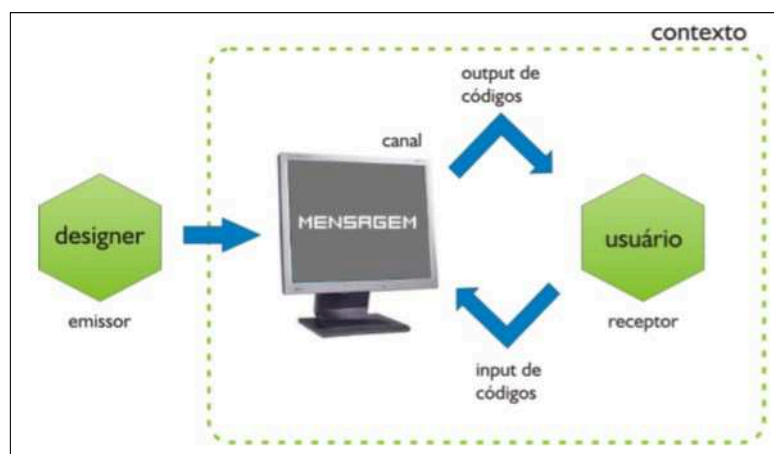 contexto
output de
códigos
canal
designer
MENSAGEM
usuário
emissor
receptor
input de
códigos